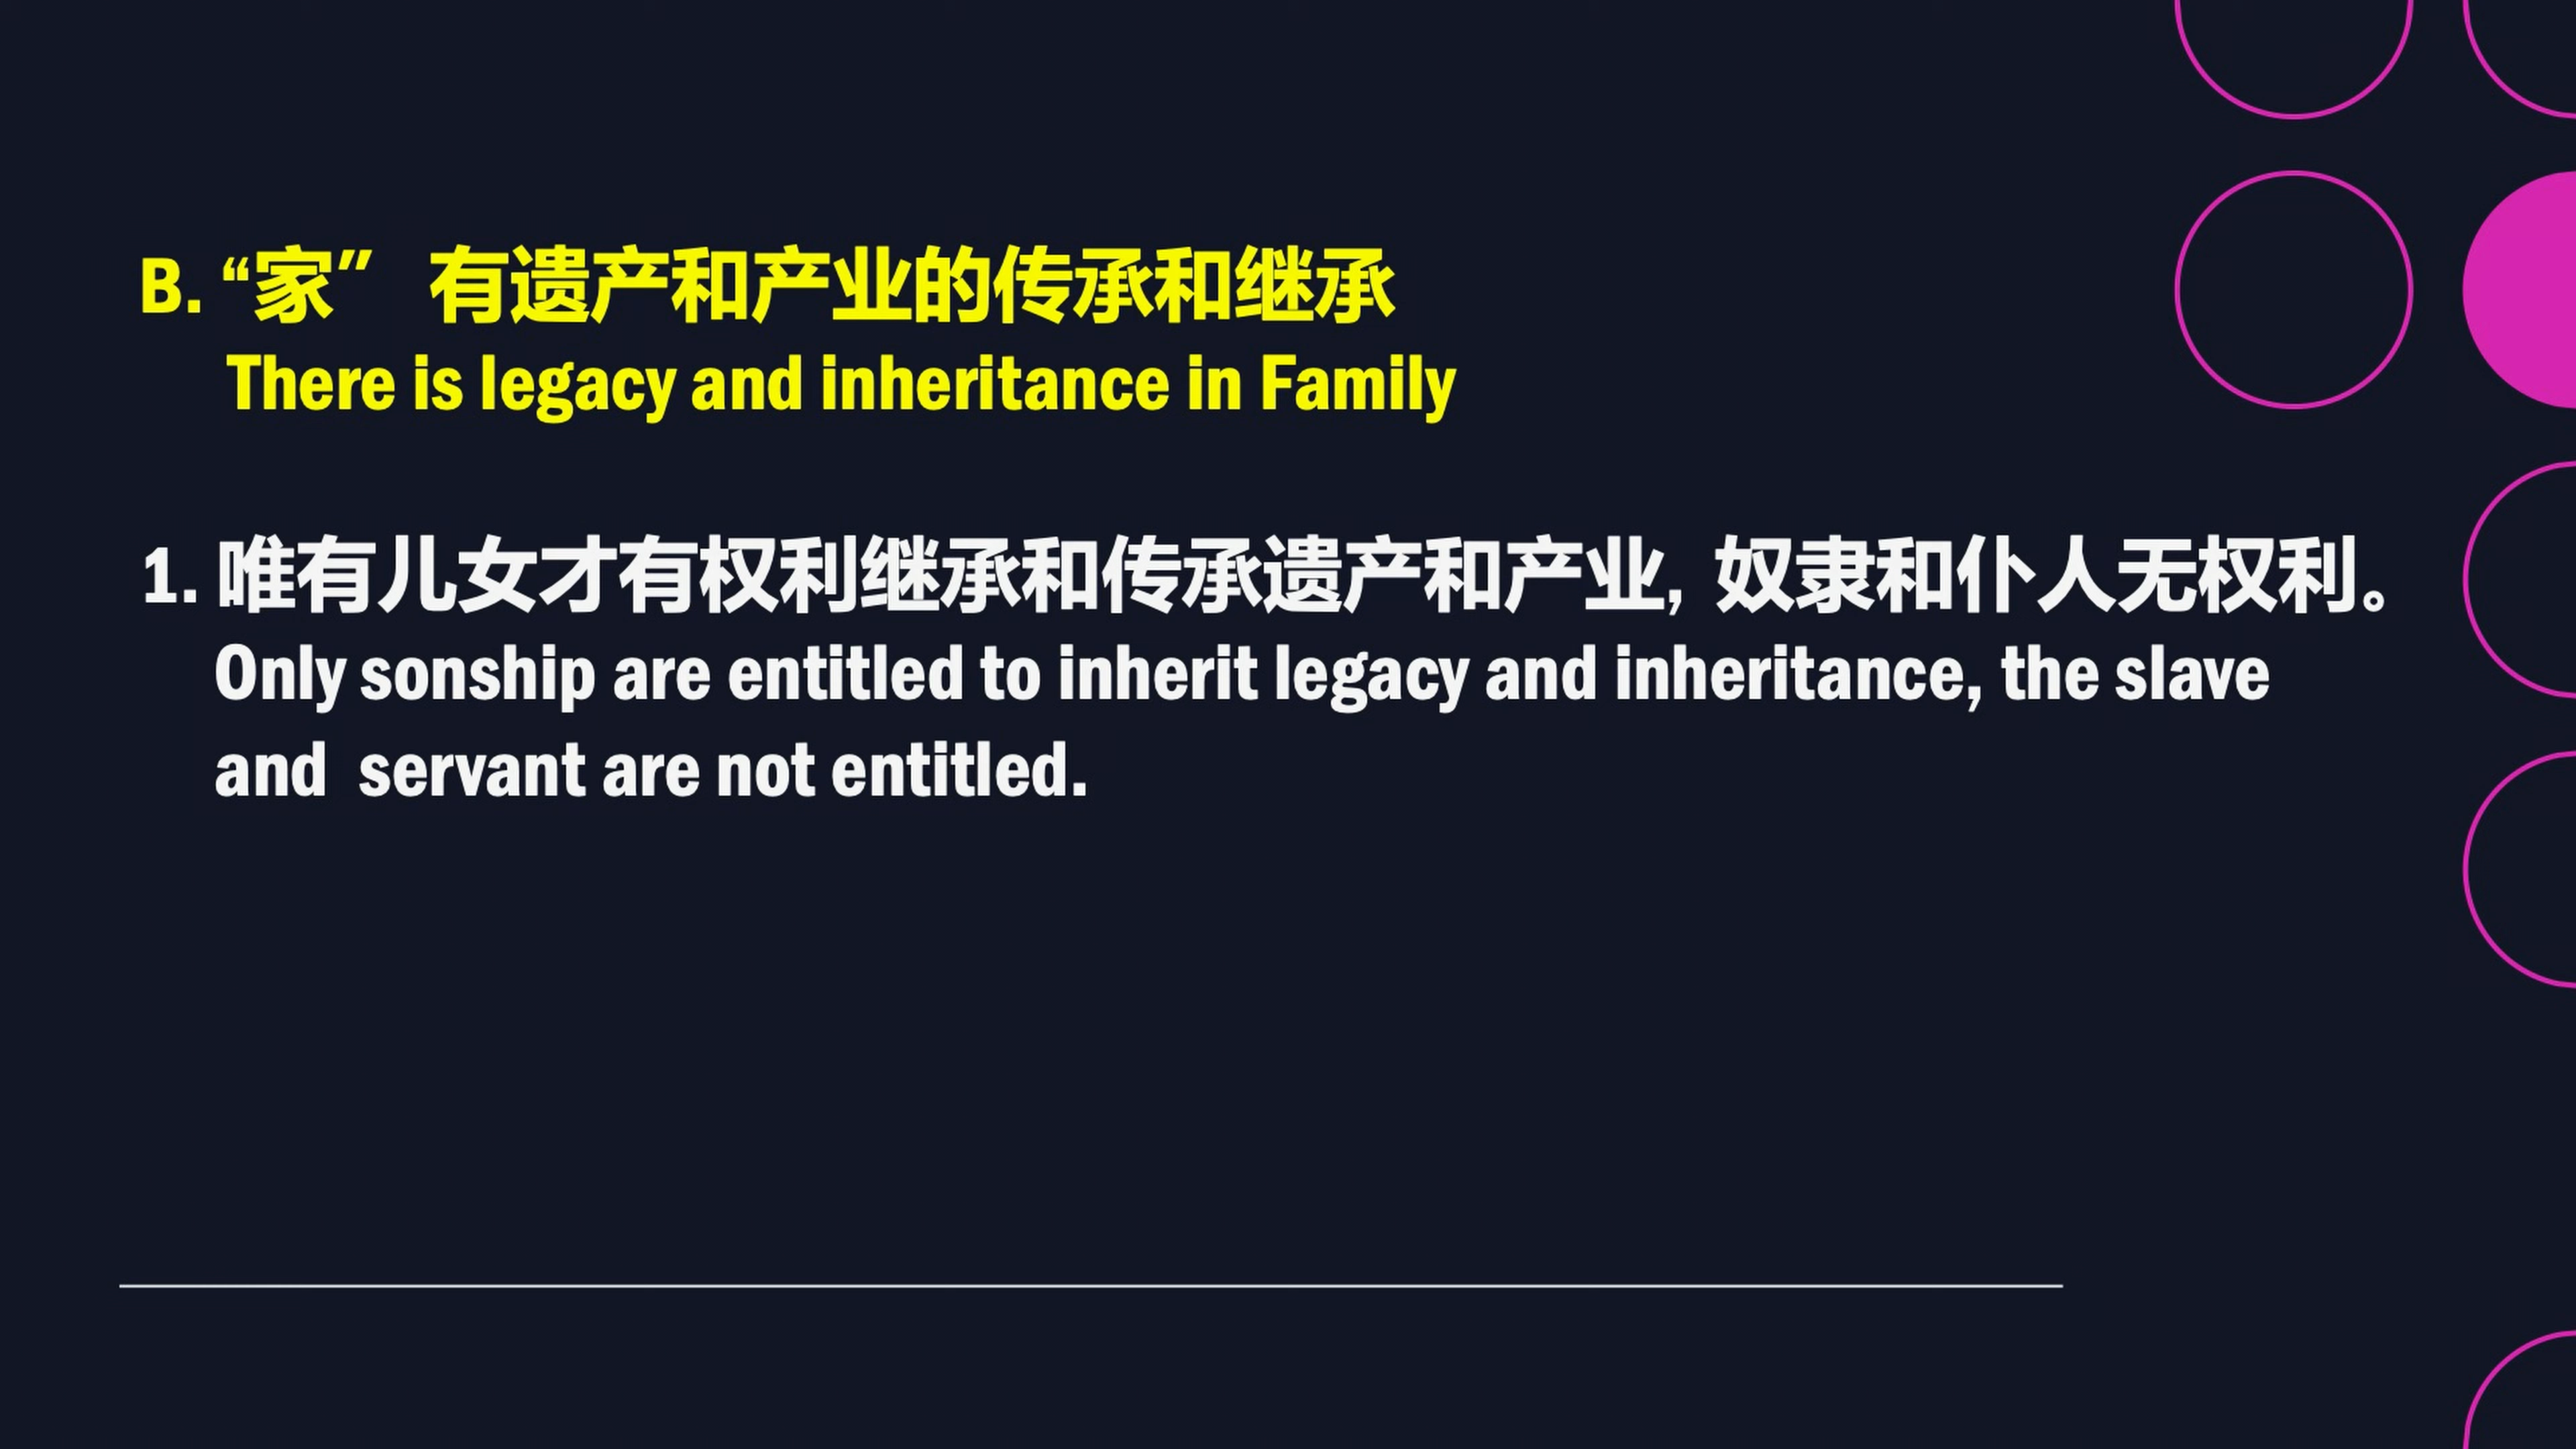 B. “家” 有遗产和产业的传承和继承
There is legacy and inheritance in Family
1. 唯有儿女才有权利继承和传承遗产和产业, 奴隶和仆人无权利。
Only sonship are entitled to inherit legacy and inheritance, the slave
and  servant are not entitled.